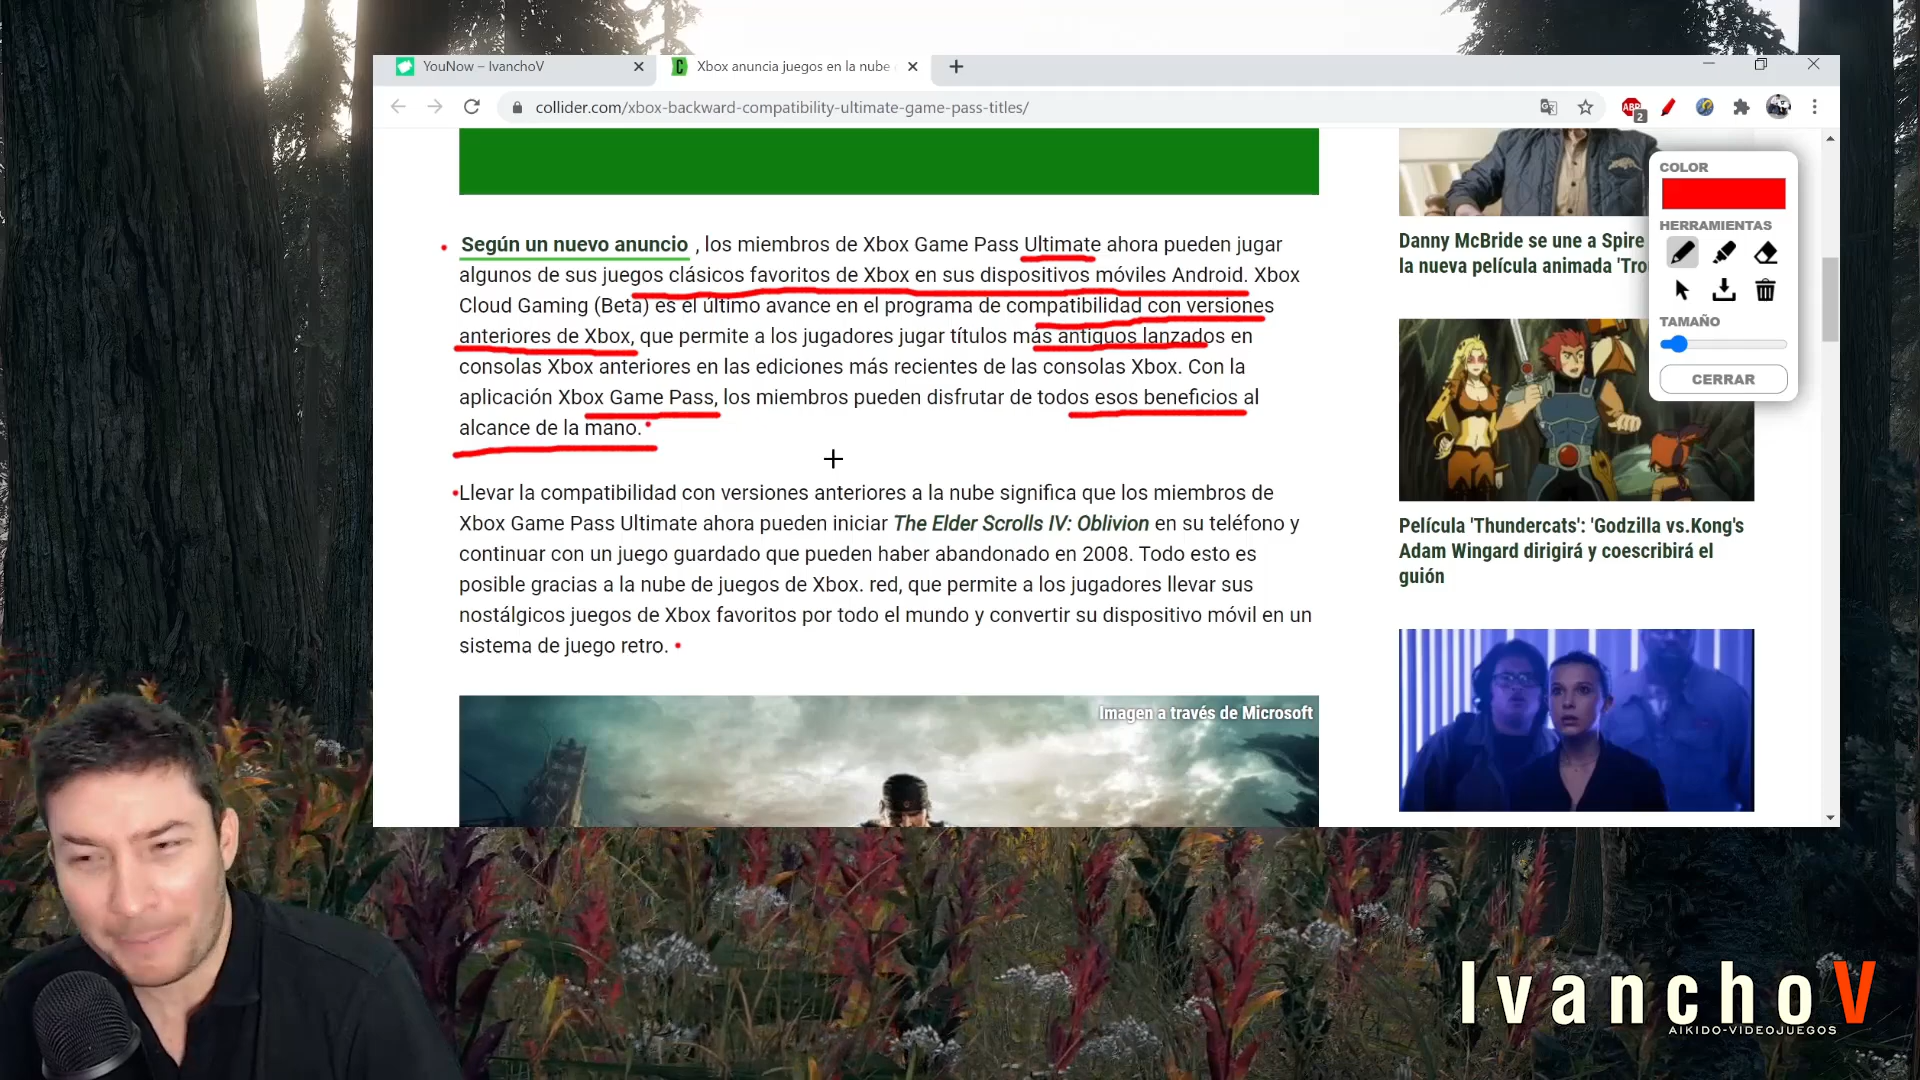 YouNow – IvanchoV
Xbox anuncia juegos en la nube
collider.com/xbox-backward-compatibility-ultimate-game-pass-titles/
ABP
2
Según un nuevo anuncio , los miembros de Xbox Game Pass Ultimate ahora pueden jugar
algunos de sus juegos clásicos favoritos de Xbox en sus dispositivos móviles Android. Xbox
Cloud Gaming (Beta) es el último avance en el programa de compatibilidad con versiones
anteriores de Xbox, que permite a los jugadores jugar títulos más antiguos lanzados en
consolas Xbox anteriores en las ediciones más recientes de las consolas Xbox. Con la
aplicación Xbox Game Pass, los miembros pueden disfrutar de todos esos beneficios al
alcance de la mano.
Llevar la compatibilidad con versiones anteriores a la nube significa que los miembros de
Xbox Game Pass Ultimate ahora pueden iniciar The Elder Scrolls IV: Oblivion en su teléfono y
continuar con un juego guardado que pueden haber abandonado en 2008. Todo esto es
posible gracias a la nube de juegos de Xbox. red, que permite a los jugadores llevar sus
nostálgicos juegos de Xbox favoritos por todo el mundo y convertir su dispositivo móvil en un
sistema de juego retro.
Imagen a través de Microsoft
Danny McBride se une a Spire
la nueva película animada 'Tro
Película 'Thundercats': 'Godzilla vs.Kong's
Adam Wingard dirigirá y coescribirá el
guión
COLOR
HERRAMIENTAS
TAMAÑO
CERRAR
IvanchoV
AIKIDO-VIDEOJUEGOS